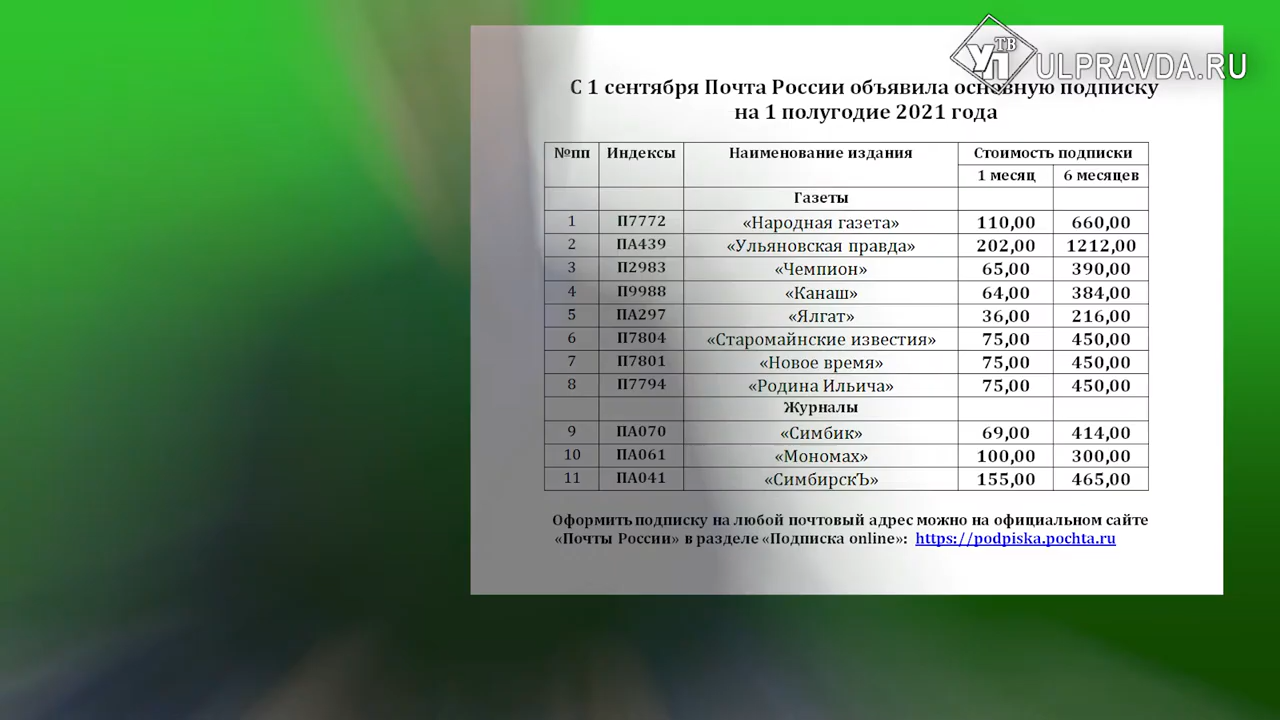 УП ТВ ULPRAVDA.RU
С 1 сентября Почта России объявила основную подписку
на 1 полугодие 2021 года
№пп Индексы Наименование издания Стоимость подписки
1 месяц 6 месяцев
Газеты
1 П7772 «Народная газета» 110,00 660,00
2 ПА439 «Ульяновская правда» 202,00 1212,00
3 П2983 «Чемпион» 65,00 390,00
4 П9988 «Канаш» 64,00 384,00
5 ПА297 «Ялгат» 36,00 216,00
6 П7804 «Старомайнские известия» 75,00 450,00
7 П7801 «Новое время» 75,00 450,00
8 П7794 «Родина Ильича» 75,00 450,00
Журналы
9 ПА070 «Симбик» 69,00 414,00
10 ПА061 «Мономах» 100,00 300,00
11 ПА041 «СимбирскЪ» 155,00 465,00
Оформить подписку на любой почтовый адрес можно на официальном сайте
«Почты России» в разделе «Подписка online»: https://podpiska.pochta.ru